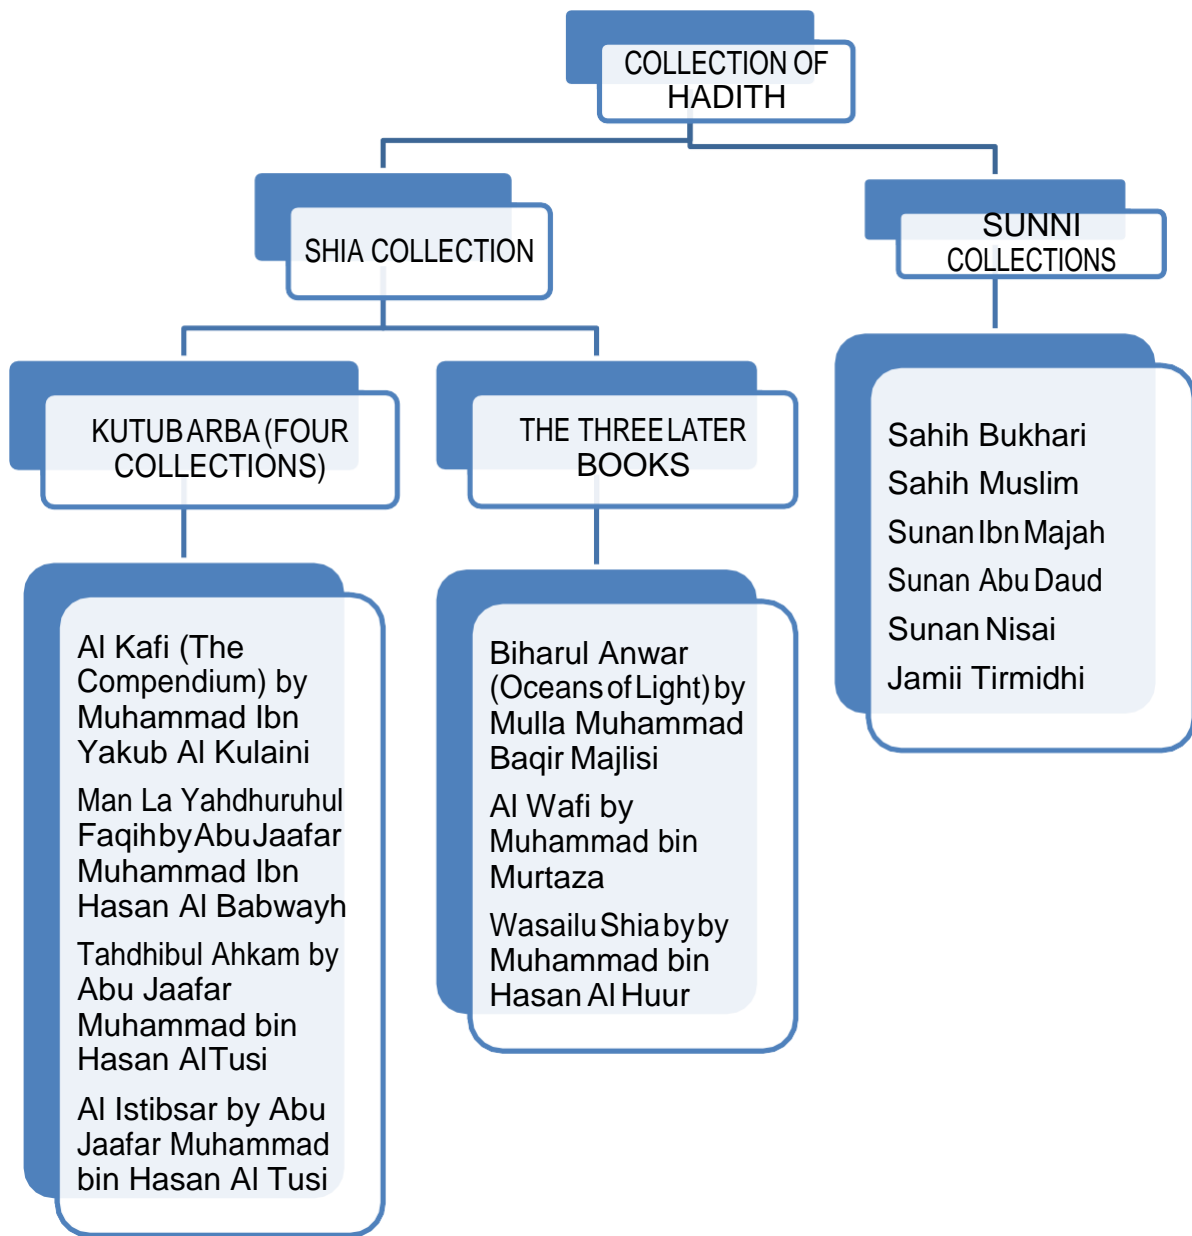 COLLECTION OF
HADITH
SHIA COLLECTION
SUNNI
COLLECTIONS
KUTUB ARBA (FOUR
COLLECTIONS)
THE THREE LATER
BOOKS
Al Kafi (The
Compendium) by
Muhammad Ibn
Yakub Al Kulaini
Man La Yahdhuruhul
Faqih by Abu Jaafar
Muhammad Ibn
Hasan Al Babwayh
Tahdhibul Ahkam by
Abu Jaafar
Muhammad bin
Hasan Al Tusi
Al Istibsar by Abu
Jaafar Muhammad
bin Hasan Al Tusi
Biharul Anwar
(Oceans of Light) by
Mulla Muhammad
Baqir Majlisi
Al Wafi by
Muhammad bin
Murtaza
Wasailu Shia by by
Muhammad bin
Hasan Al Huur
Sahih Bukhari
Sahih Muslim
Sunan Ibn Majah
Sunan Abu Daud
Sunan Nisai
Jamii Tirmidhi